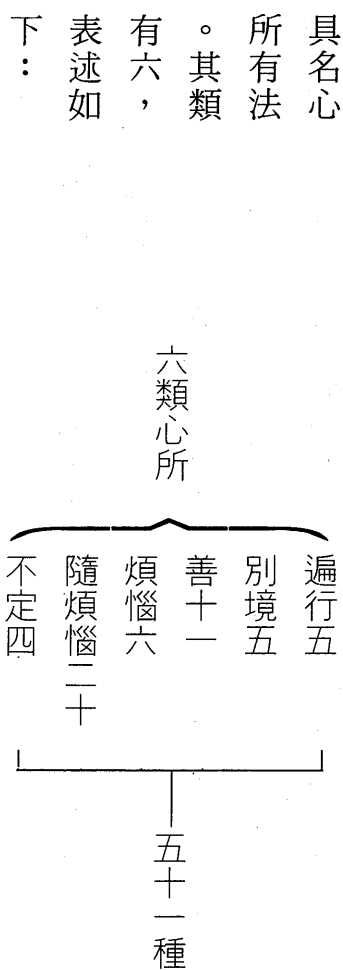 具名心
所有法
。其類
有六，
表述如
下：
六類心所
遍行五
別境五
善十一
煩惱六
隨煩惱二十
不定四
五十一種